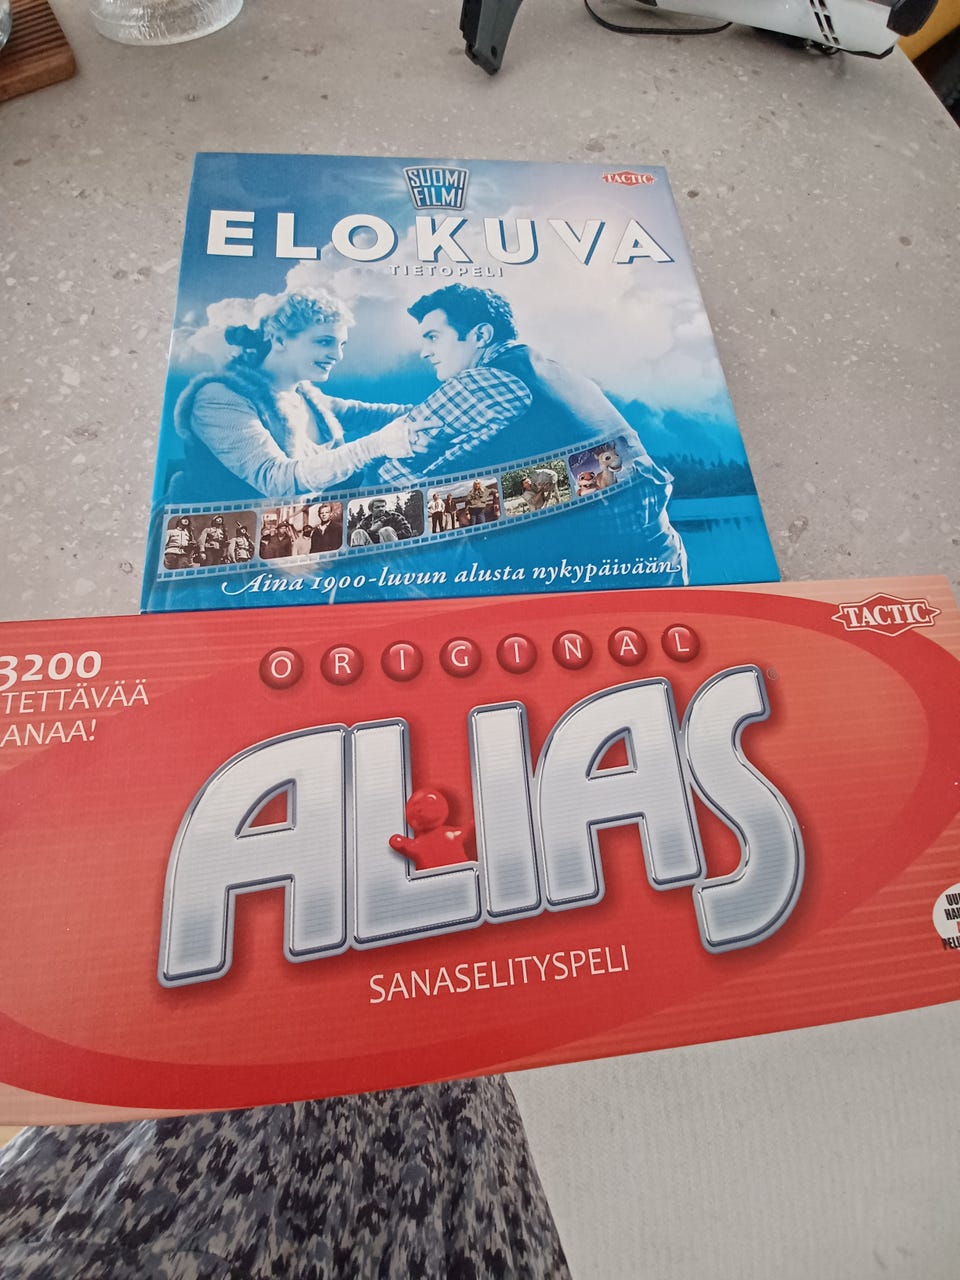 SUOMI
FILMI
TACTIC
ELOKUVA
TIETOPELI
Aina 1900-luvun alusta nykypäivään
3200
TETTÄVÄÄ
ANAA!
ORIGINAL
TACTIC
ALIAS®
SANASELITYSPELI